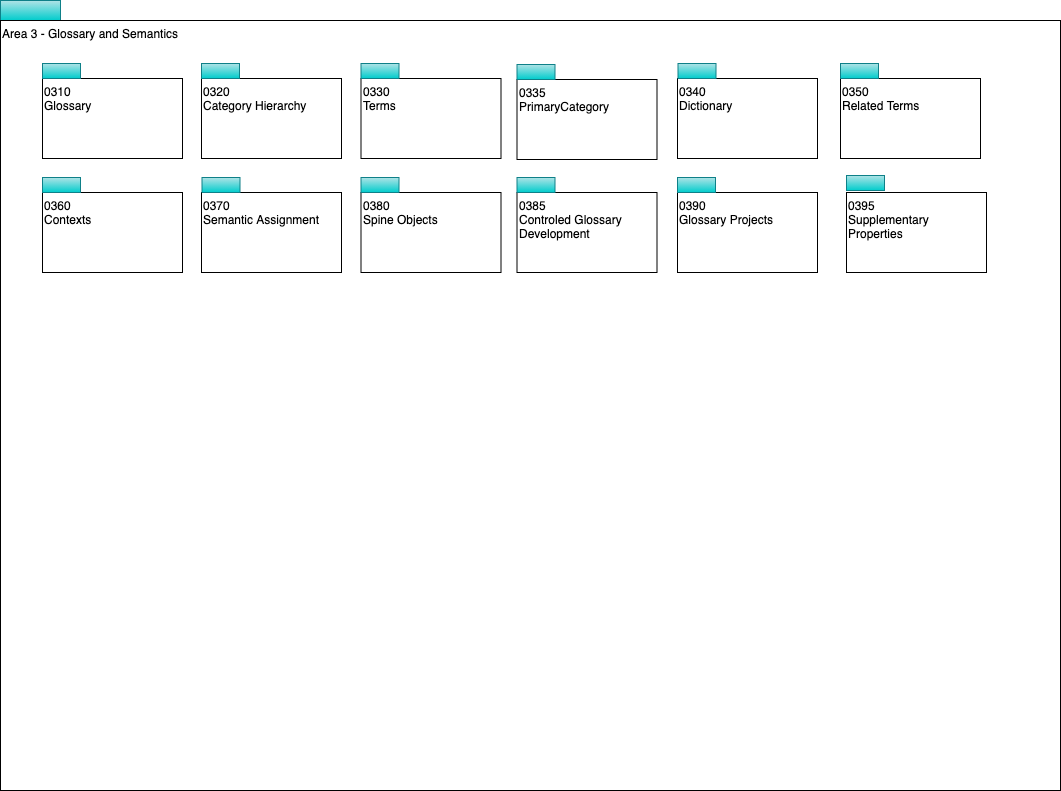 Area 3 - Glossary and Semantics
0310
Glossary
0320
Category Hierarchy
0330
Terms
0335
PrimaryCategory
0340
Dictionary
0350
Related Terms
0360
Contexts
0370
Semantic Assignment
0380
Spine Objects
0385
Controled Glossary
Development
0390
Glossary Projects
0395
Supplementary
Properties